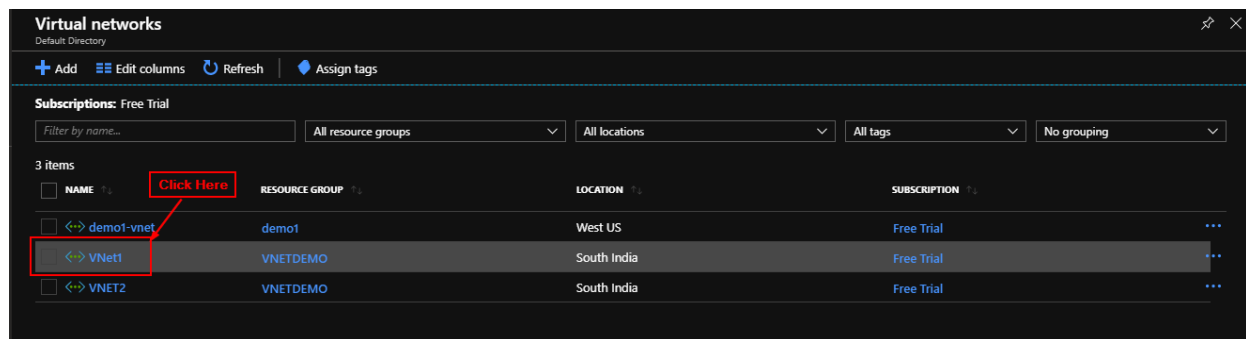 Virtual networks
Default Directory
Add Edit columns Refresh Assign tags
Subscriptions: Free Trial
Filter by name... All resource groups All locations All tags No grouping
3 items
Click Here
NAME RESOURCE GROUP LOCATION SUBSCRIPTION
demo1-vnet demo1 West US Free Trial
VNet1 VNETDEMO South India Free Trial
VNET2 VNETDEMO South India Free Trial